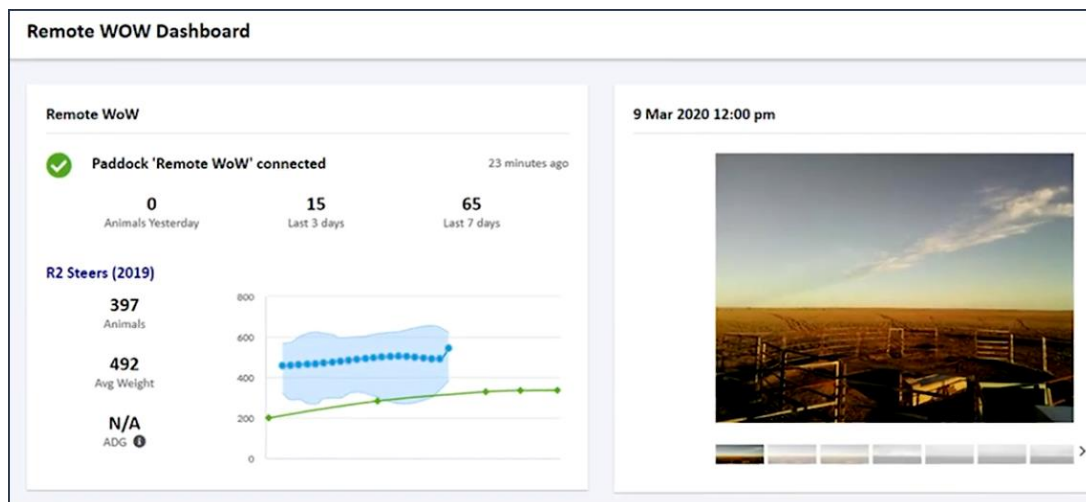 Remote WOW Dashboard
Remote WoW
Paddock 'Remote WoW' connected 23 minutes ago
0 15 65
Animals Yesterday Last 3 days Last 7 days
R2 Steers (2019)
397
Animals
492
Avg Weight
N/A
ADG i
800
600
400
200
0
9 Mar 2020 12:00 pm